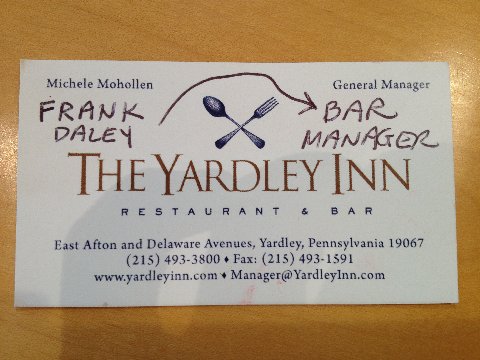 Michele Mohollen General Manager
FRANK DALEY BAR MANAGER
THE YARDLEY INN
RESTAURANT & BAR
East Afton and Delaware Avenues, Yardley, Pennsylvania 19067
(215) 493-3800 ♦ Fax: (215) 493-1591
www.yardleyinn.com ♦ Manager@YardleyInn.com